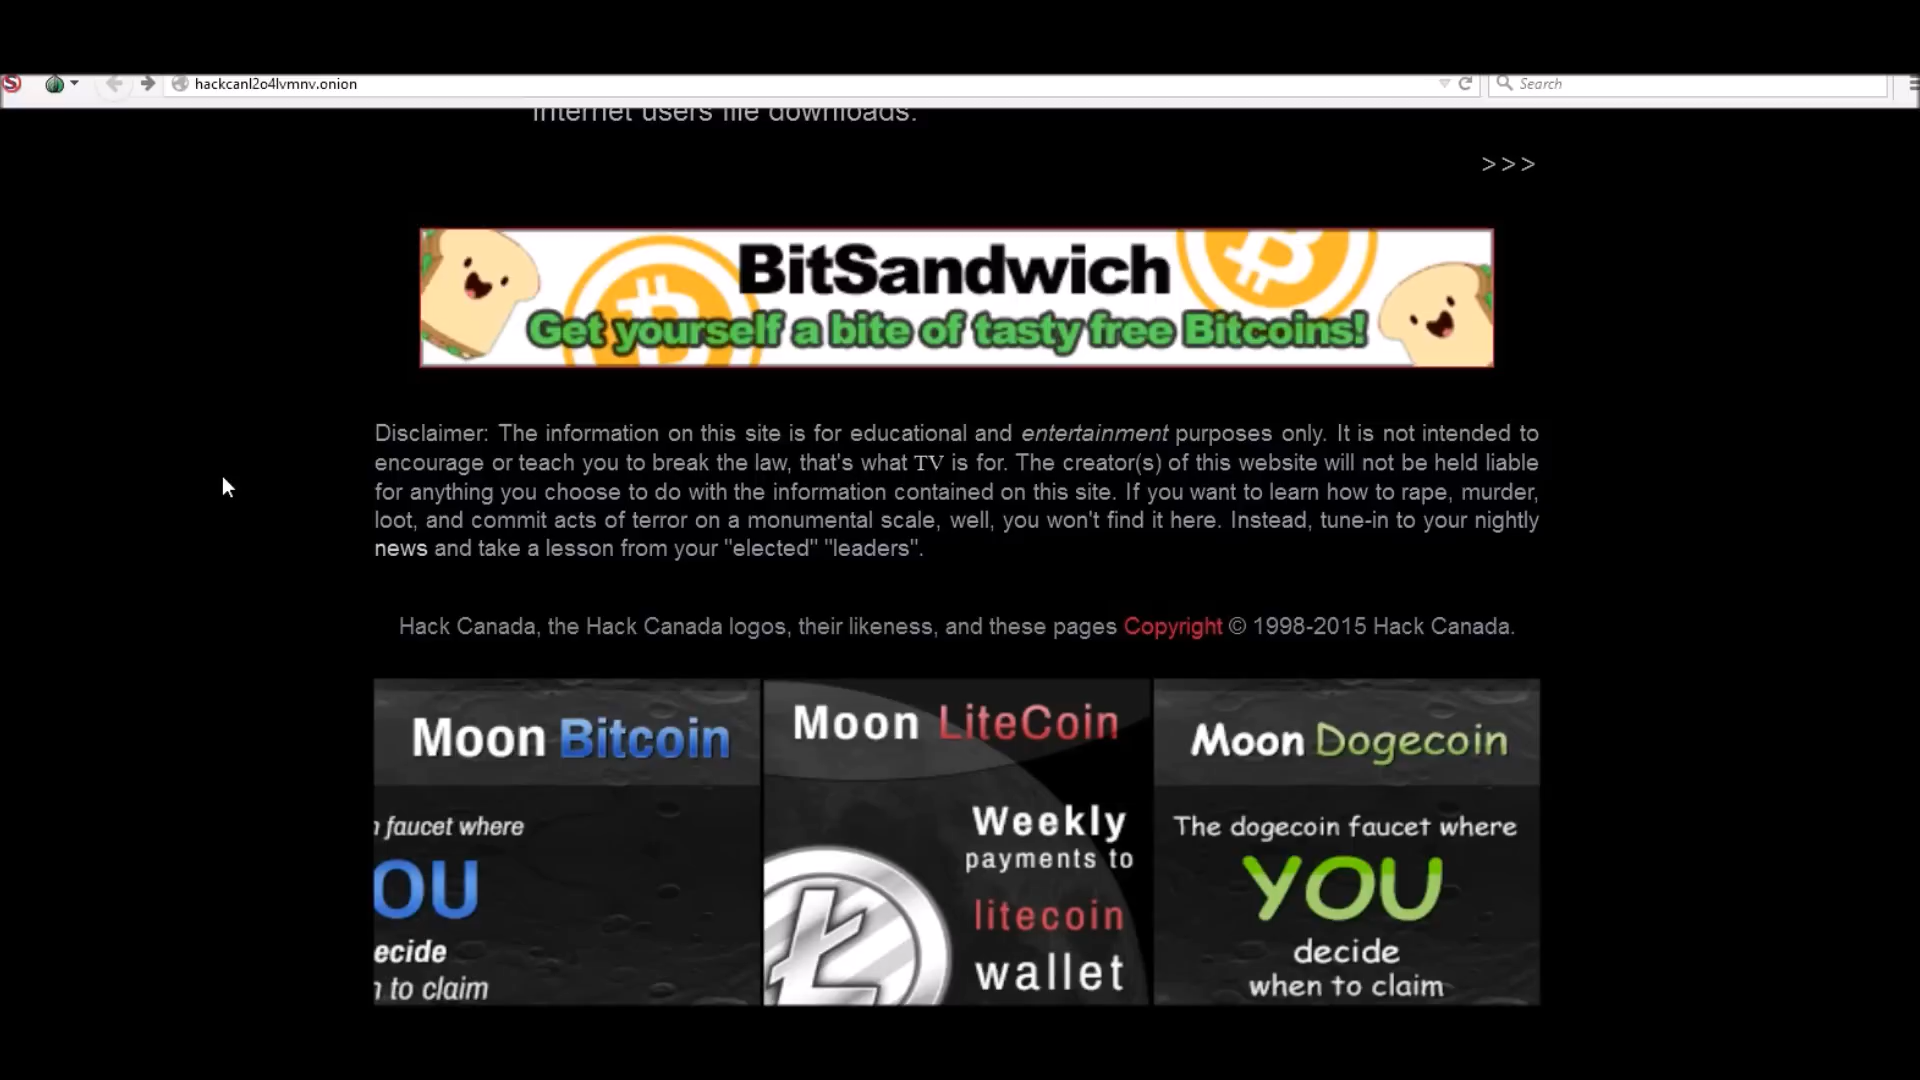 hackcanl2o4lvmnv.onion
Search
Internet users file downloads.
>>>
BitSandwich
Get yourself a bite of tasty free Bitcoins!
Disclaimer: The information on this site is for educational and entertainment purposes only. It is not intended to
encourage or teach you to break the law, that's what TV is for. The creator(s) of this website will not be held liable
for anything you choose to do with the information contained on this site. If you want to learn how to rape, murder,
loot, and commit acts of terror on a monumental scale, well, you won't find it here. Instead, tune-in to your nightly
news and take a lesson from your "elected" "leaders".
Hack Canada, the Hack Canada logos, their likeness, and these pages Copyright © 1998-2015 Hack Canada.
Moon Bitcoin
n faucet where
OU
ecide
n to claim
Moon LiteCoin
Weekly
payments to
litecoin
wallet
Moon Dogecoin
The dogecoin faucet where
YOU
decide
when to claim